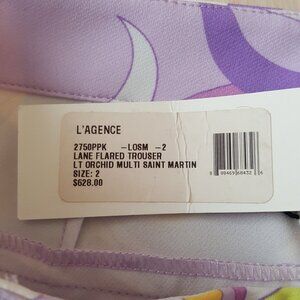 L'AGENCE
2750PPK -LOSM -2
LANE FLARED TROUSER
LT ORCHID MULTI SAINT MARTIN
SIZE: 2
$628.00